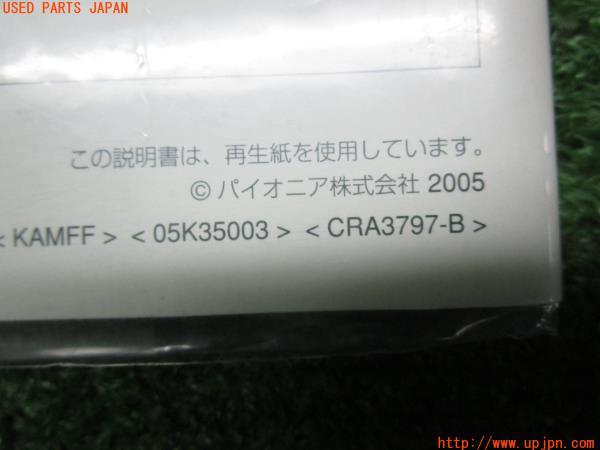 USED PARTS JAPAN
この説明書は、再生紙を使用しています。
© パイオニア株式会社 2005
< KAMFF > < 05K35003 > < CRA3797-B >
http://www.upjpn.com